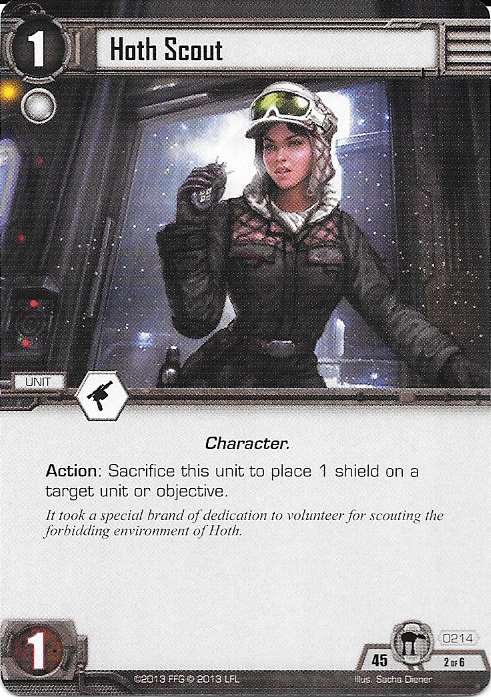 1
Hoth Scout
UNIT
Character.
Action: Sacrifice this unit to place 1 shield on a
target unit or objective.
It took a special brand of dedication to volunteer for scouting the
forbidding environment of Hoth.
1
45
0214
2 OF 6
©2013 FFG © 2013 LFL
Illus. Sacha Diener